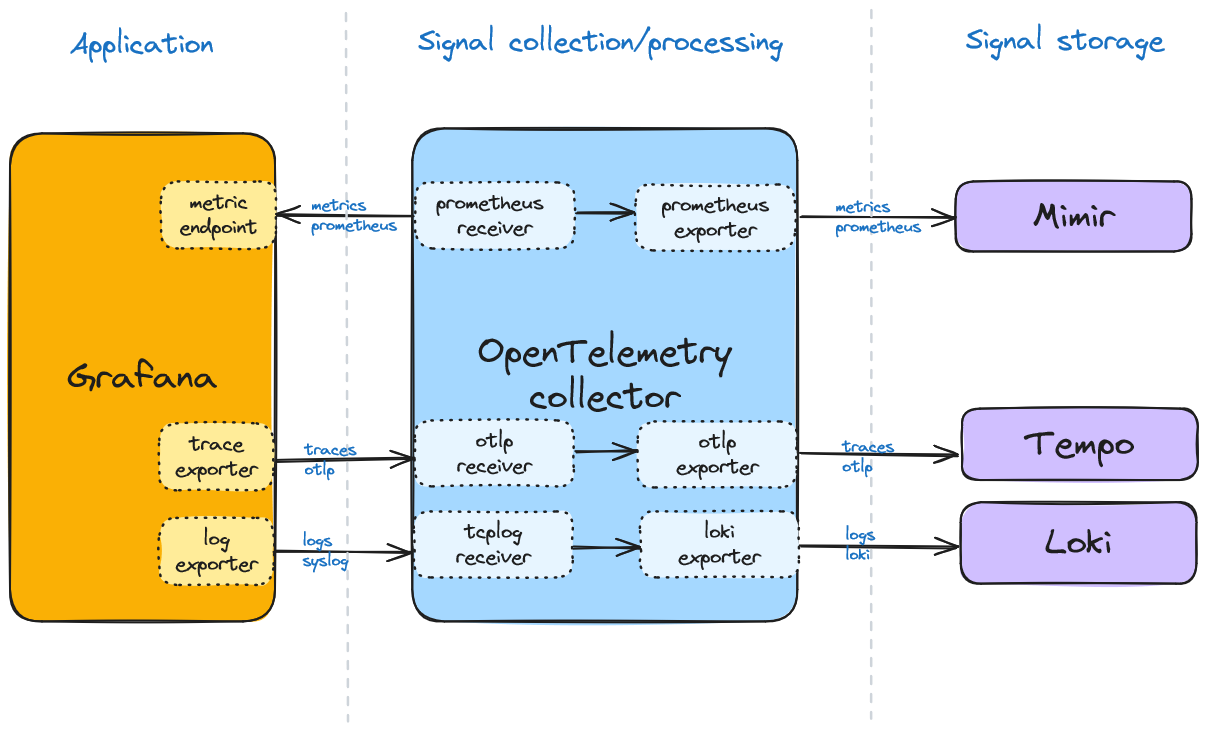 Application
Signal collection/processing
Signal storage
metric
endpoint
metrics
prometheus
prometheus
receiver
prometheus
exporter
metrics
prometheus
Mimir
Grafana
OpenTelemetry
collector
trace
exporter
traces
otlp
otlp
receiver
otlp
exporter
traces
otlp
Tempo
log
exporter
logs
syslog
tcplog
receiver
loki
exporter
logs
loki
Loki